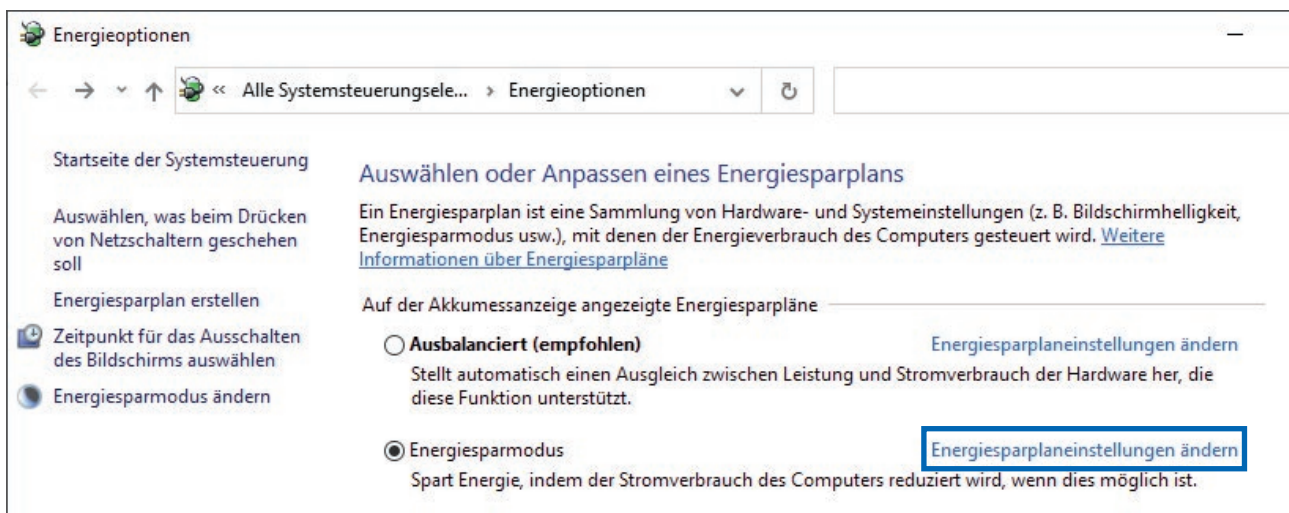 Energieoptionen
« Alle Systemsteuerungsele... › Energieoptionen
Startseite der Systemsteuerung
Auswählen, was beim Drücken
von Netzschaltern geschehen
soll
Energiesparplan erstellen
Zeitpunkt für das Ausschalten
des Bildschirms auswählen
Energiesparmodus ändern
Auswählen oder Anpassen eines Energiesparplans
Ein Energiesparplan ist eine Sammlung von Hardware- und Systemeinstellungen (z. B. Bildschirmhelligkeit,
Energiesparmodus usw.), mit denen der Energieverbrauch des Computers gesteuert wird. Weitere
Informationen über Energiesparpläne
Auf der Akkumessanzeige angezeigte Energiesparpläne
Ausbalanciert (empfohlen) Energiesparplaneinstellungen ändern
Stellt automatisch einen Ausgleich zwischen Leistung und Stromverbrauch der Hardware her, die
diese Funktion unterstützt.
Energiesparmodus Energiesparplaneinstellungen ändern
Spart Energie, indem der Stromverbrauch des Computers reduziert wird, wenn dies möglich ist.